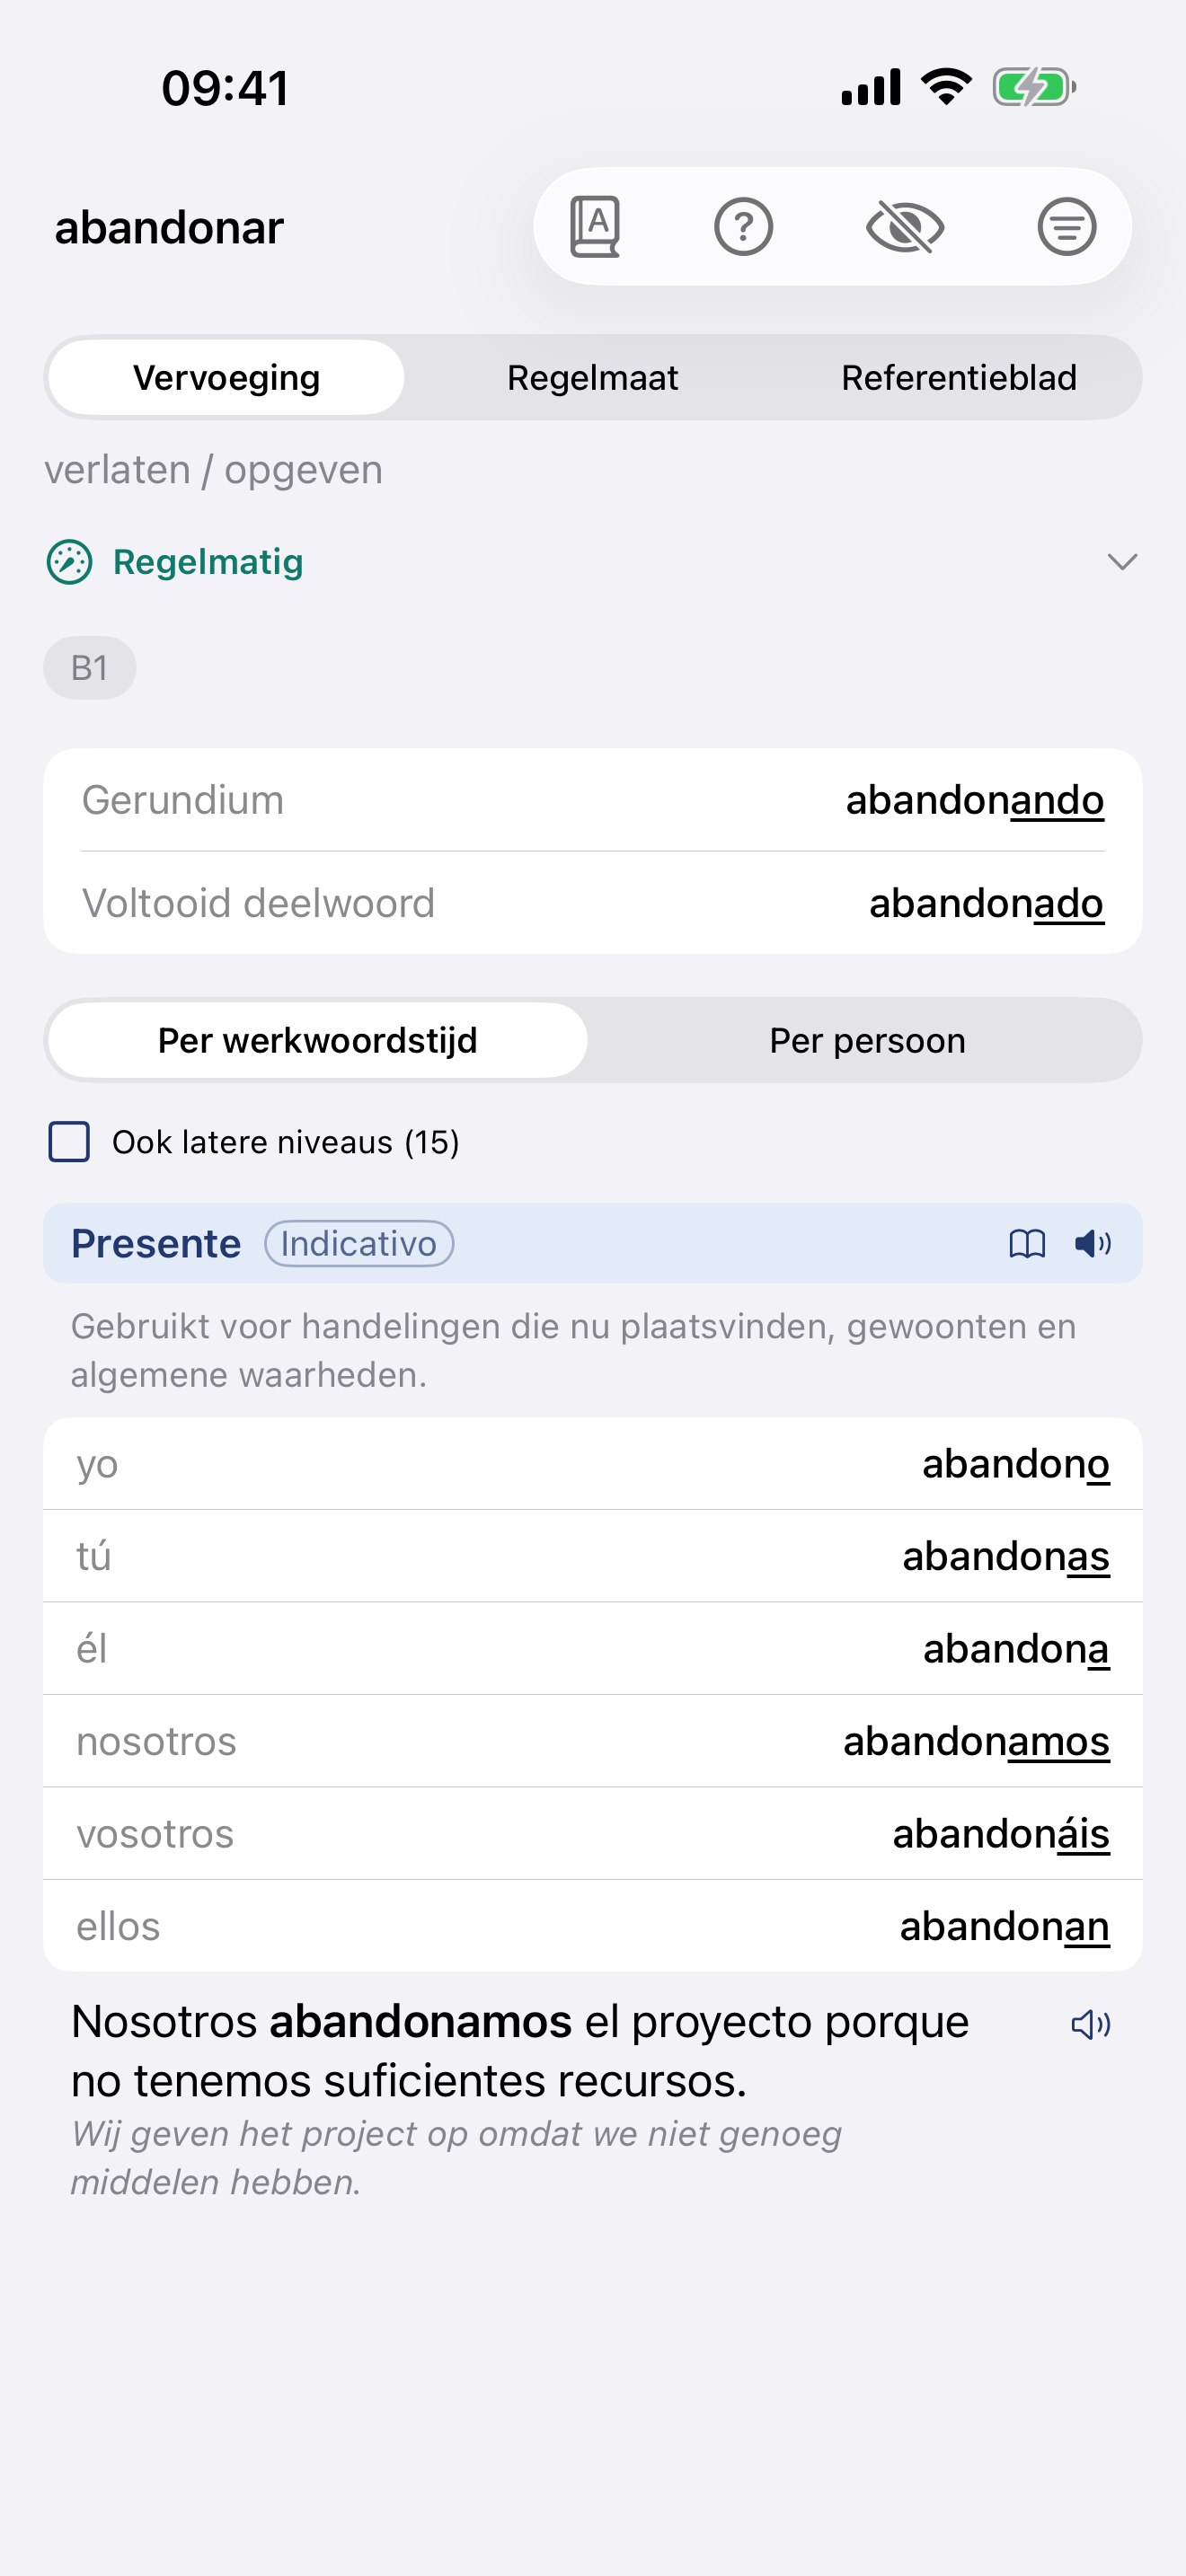 09:41
abandonar
Vervoeging Regelmaat Referentieblad
verlaten / opgeven
Regelmatig
B1
Gerundium abandonando
Voltooid deelwoord abandonado
Per werkwoordstijd Per persoon
Ook latere niveaus (15)
Presente Indicativo
Gebruikt voor handelingen die nu plaatsvinden, gewoonten en
algemene waarheden.
yo abandono
tú abandonas
él abandona
nosotros abandonamos
vosotros abandonáis
ellos abandonan
Nosotros abandonamos el proyecto porque
no tenemos suficientes recursos.
Wij geven het project op omdat we niet genoeg
middelen hebben.